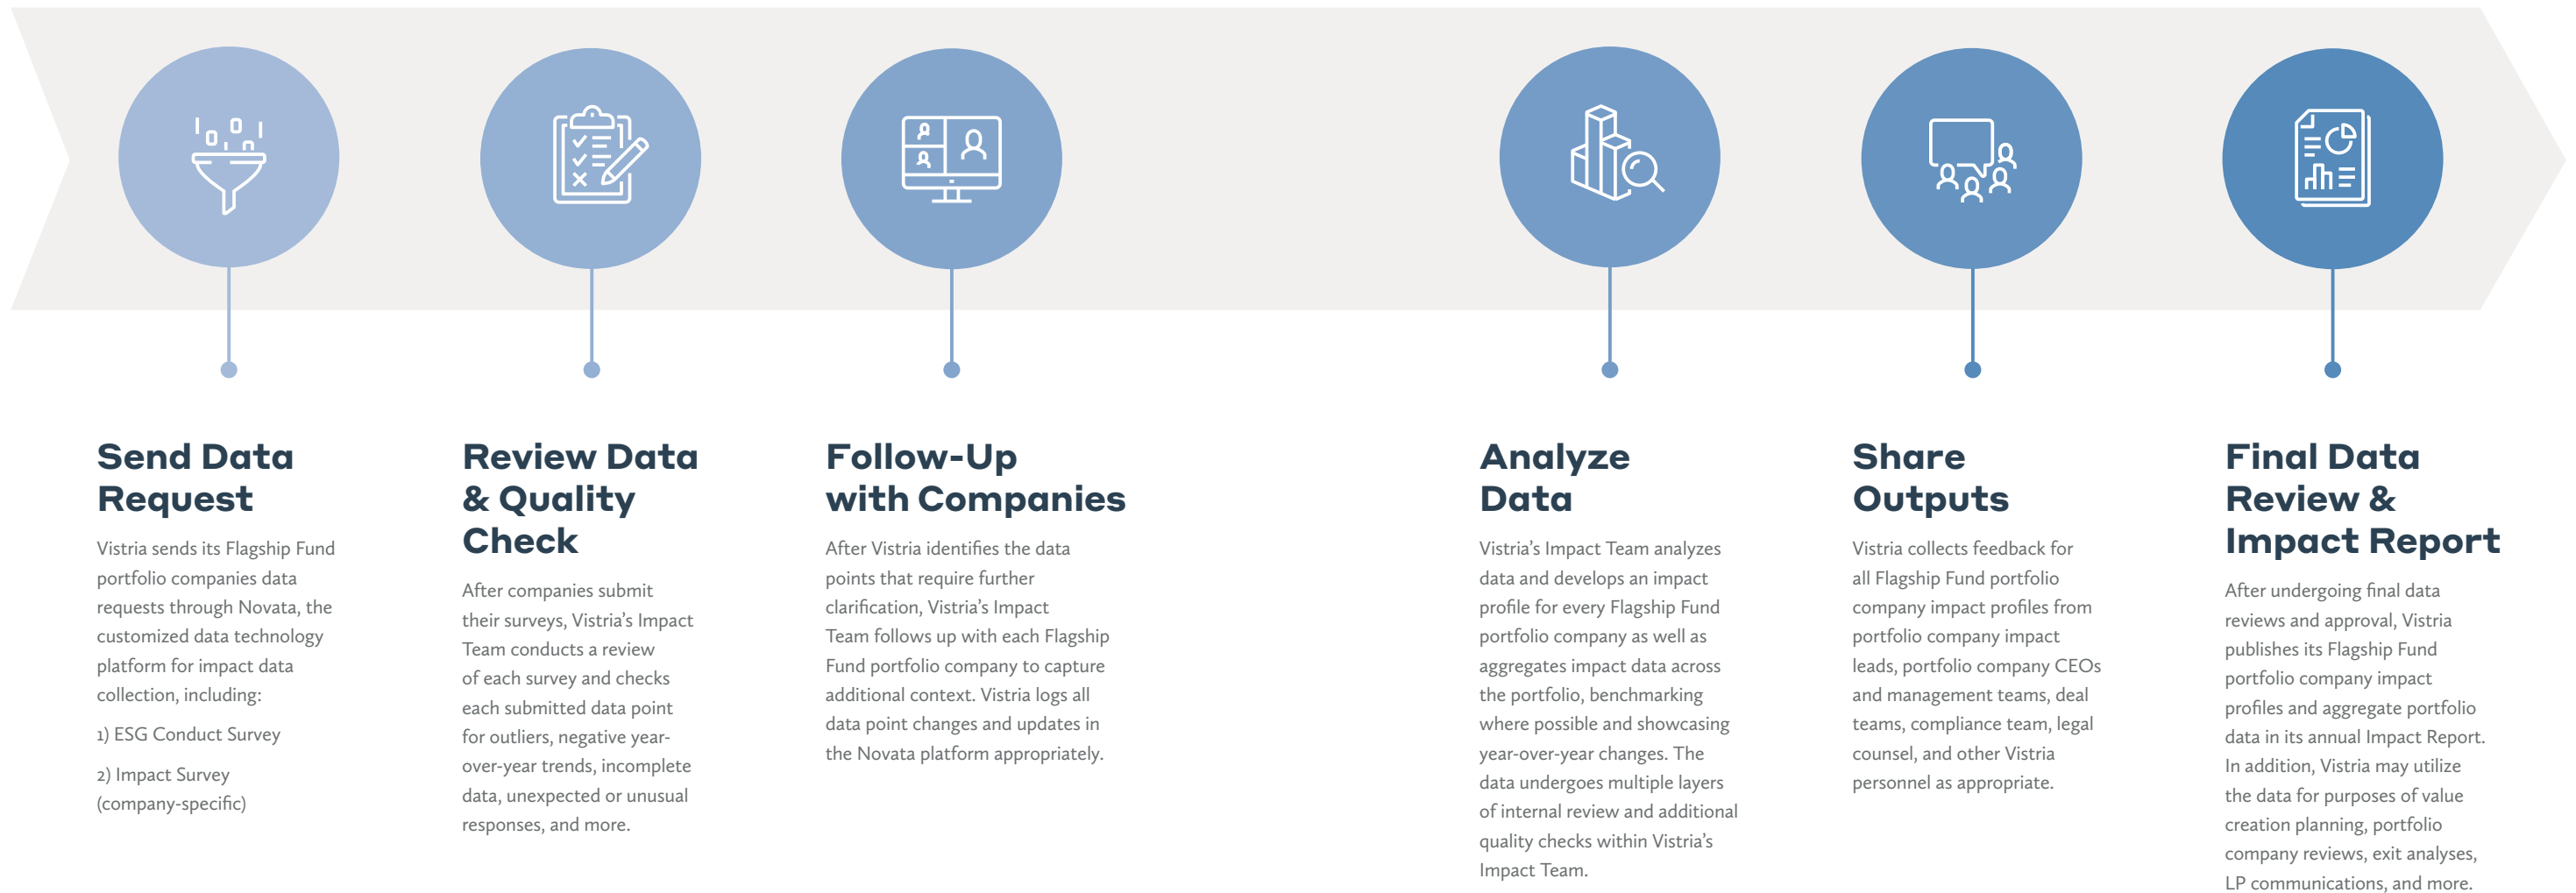 Send Data
Request
Vistria sends its Flagship Fund
portfolio companies data
requests through Novata, the
customized data technology
platform for impact data
collection, including:
1) ESG Conduct Survey
2) Impact Survey
(company-specific)
Review Data
& Quality
Check
After companies submit
their surveys, Vistria’s Impact
Team conducts a review
of each survey and checks
each submitted data point
for outliers, negative year-
over-year trends, incomplete
data, unexpected or unusual
responses, and more.
Follow-Up
with Companies
After Vistria identifies the data
points that require further
clarification, Vistria’s Impact
Team follows up with each Flagship
Fund portfolio company to capture
additional context. Vistria logs all
data point changes and updates in
the Novata platform appropriately.
Analyze
Data
Vistria’s Impact Team analyzes
data and develops an impact
profile for every Flagship Fund
portfolio company as well as
aggregates impact data across
the portfolio, benchmarking
where possible and showcasing
year-over-year changes. The
data undergoes multiple layers
of internal review and additional
quality checks within Vistria’s
Impact Team.
Share
Outputs
Vistria collects feedback for
all Flagship Fund portfolio
company impact profiles from
portfolio company impact
leads, portfolio company CEOs
and management teams, deal
teams, compliance team, legal
counsel, and other Vistria
personnel as appropriate.
Final Data
Review &
Impact Report
After undergoing final data
reviews and approval, Vistria
publishes its Flagship Fund
portfolio company impact
profiles and aggregate portfolio
data in its annual Impact Report.
In addition, Vistria may utilize
the data for purposes of value
creation planning, portfolio
company reviews, exit analyses,
LP communications, and more.